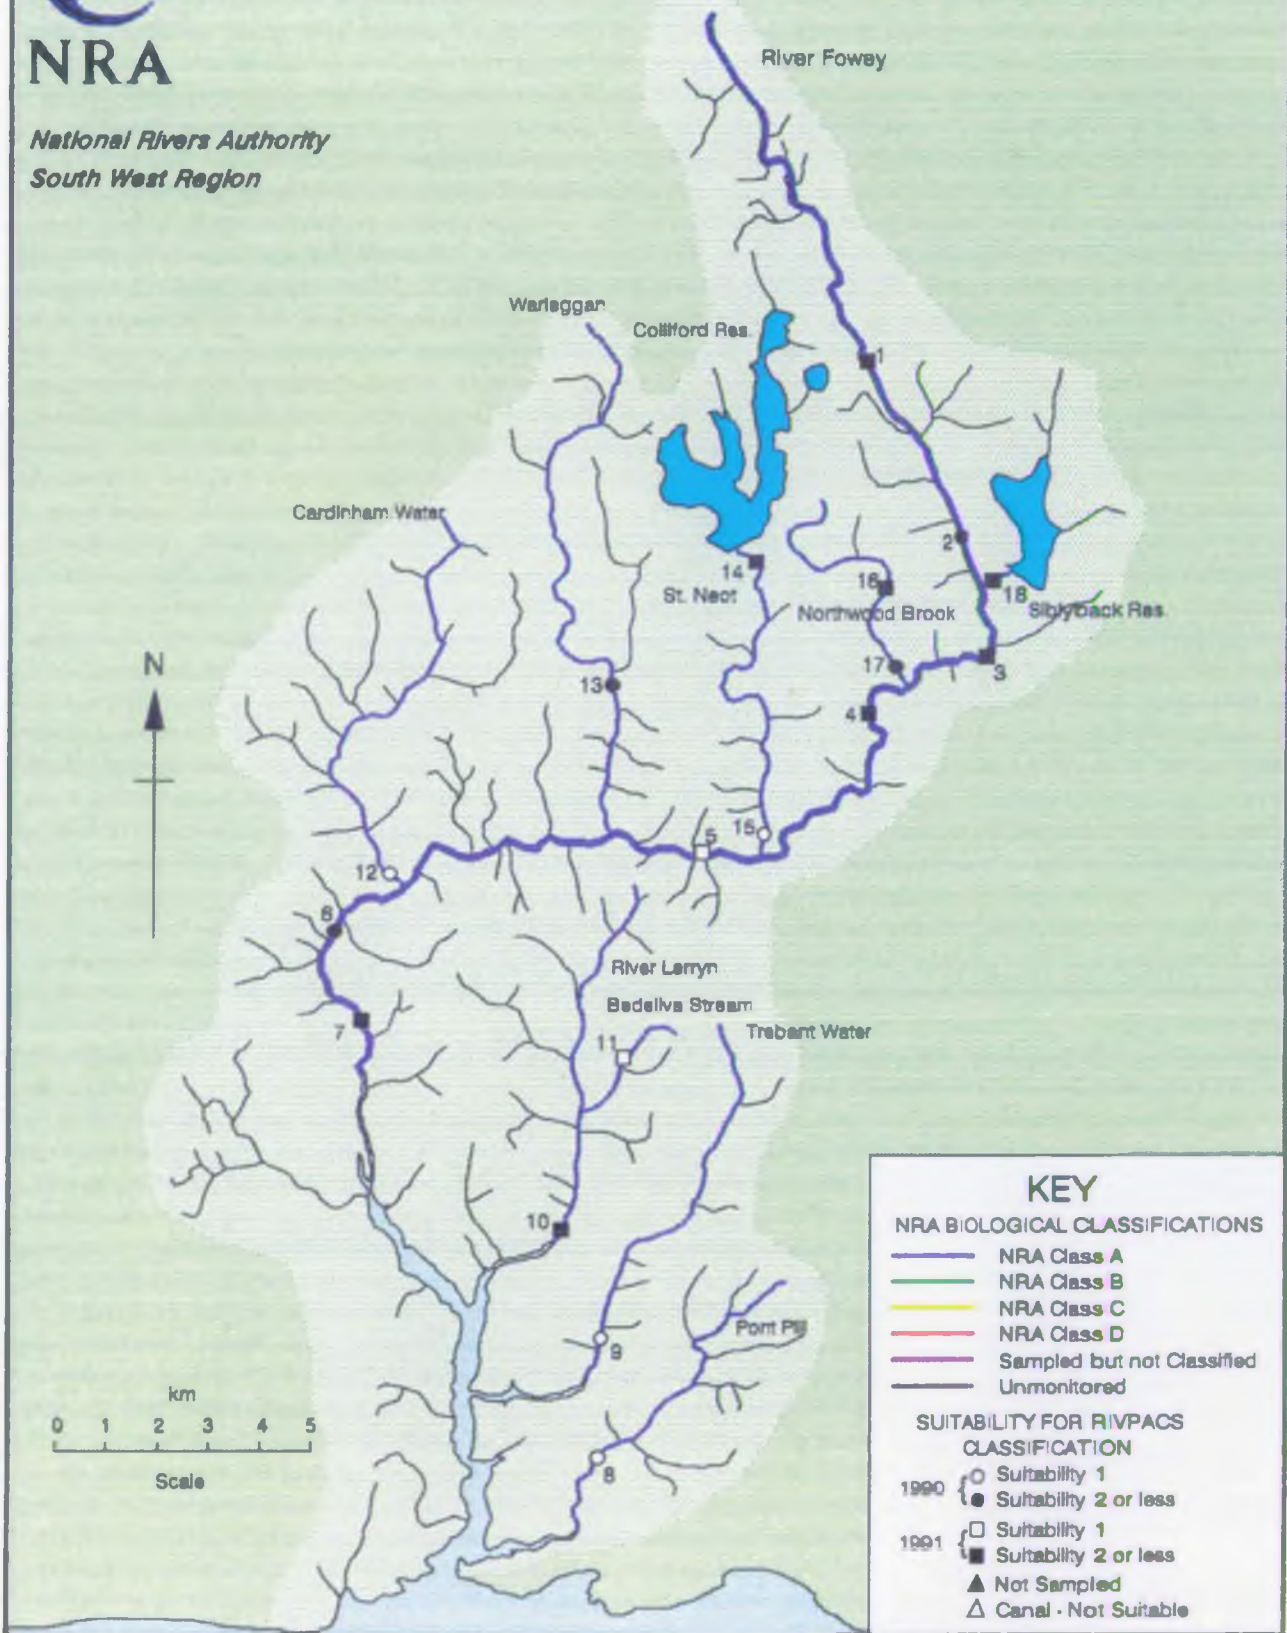 NRA
National Rivers Authority
South West Region
River Fowey
Warleggan
Colliford Res.
1
Cardinham Water
2
14
St. Neot
16
18
Northwood Brook
Siblyback Res.
N
13
17
3
4
5
15
12
6
River Lerryn
Bedellva Stream
7
11
Trebant Water
10
Pont Pill
9
8
km
0 1 2 3 4 5
Scale
KEY
NRA BIOLOGICAL CLASSIFICATIONS
NRA Class A
NRA Class B
NRA Class C
NRA Class D
Sampled but not Classified
Unmonitored
SUITABILITY FOR RIVPACS
CLASSIFICATION
1990
Suitability 1
Suitability 2 or less
1991
Suitability 1
Suitability 2 or less
Not Sampled
Canal - Not Suitable